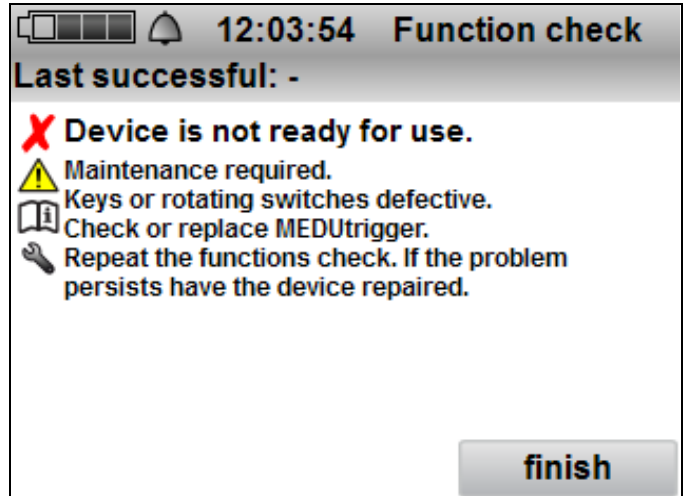 12:03:54 Function check
Last successful: -
Device is not ready for use.
Maintenance required.
Keys or rotating switches defective.
Check or replace MEDUtrigger.
Repeat the functions check. If the problem
persists have the device repaired.
finish